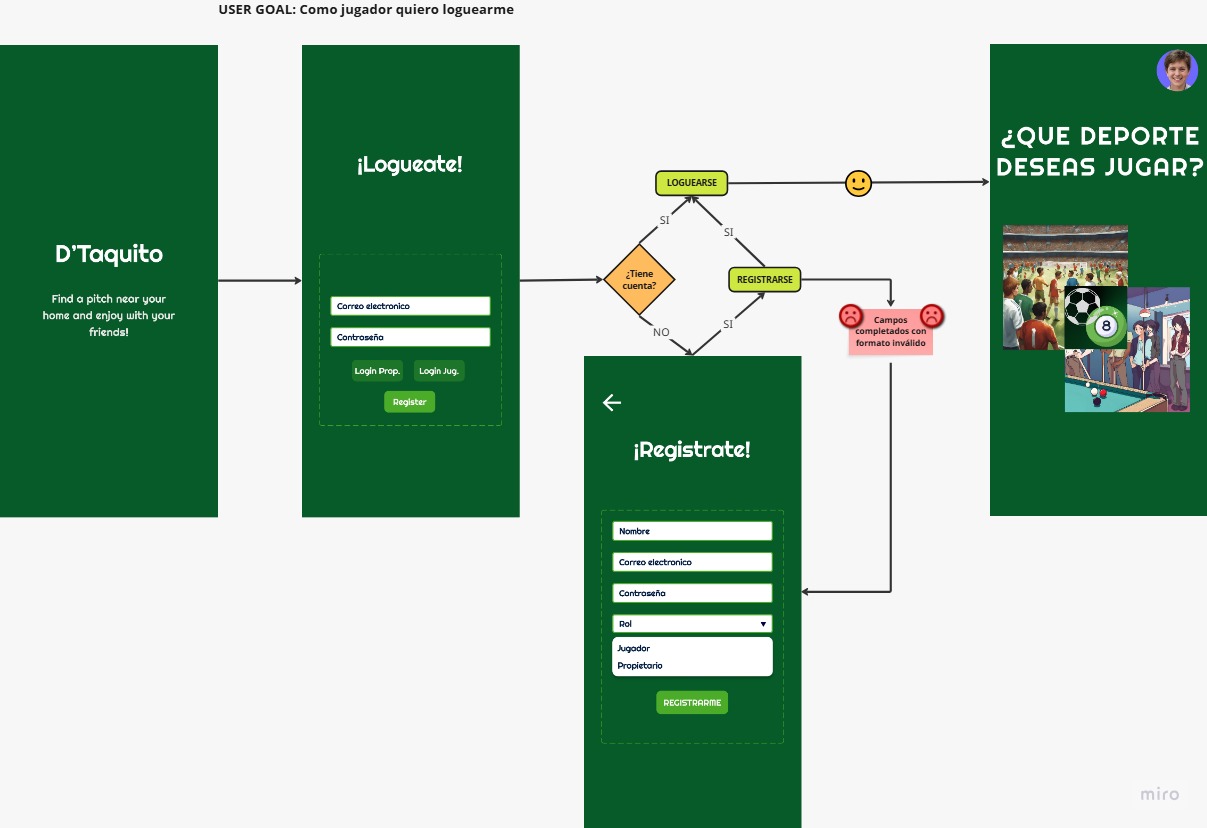 USER GOAL: Como jugador quiero loguearme
D'Taquito
Find a pitch near your
home and enjoy with your
friends!
¡Logueate!
Correo electronico
Contraseña
Login Prop.
Login Jug.
Register
¿Tiene
cuenta?
SI
NO
LOGUEARSE
SI
REGISTRARSE
SI
Campos
completados con
formato inválido
¡Registrate!
Nombre
Correo electronico
Contraseña
Rol
Jugador
Propietario
REGISTRARME
¿QUE DEPORTE
DESEAS JUGAR?
8
miro